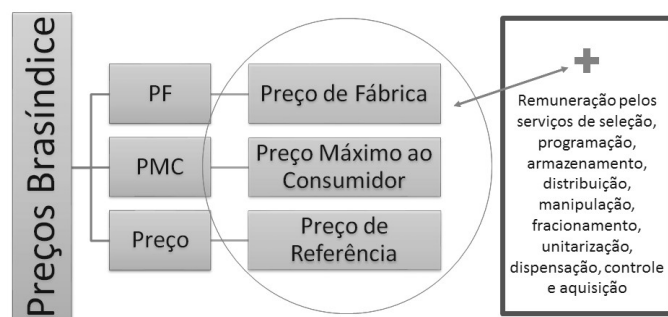 Preços Brasíndice
PF
Preço de Fábrica
PMC
Preço Máximo ao
Consumidor
Preço
Preço de
Referência
+
Remuneração pelos
serviços de seleção,
programação,
armazenamento,
distribuição,
manipulação,
fracionamento,
unitarização,
dispensação, controle
e aquisição